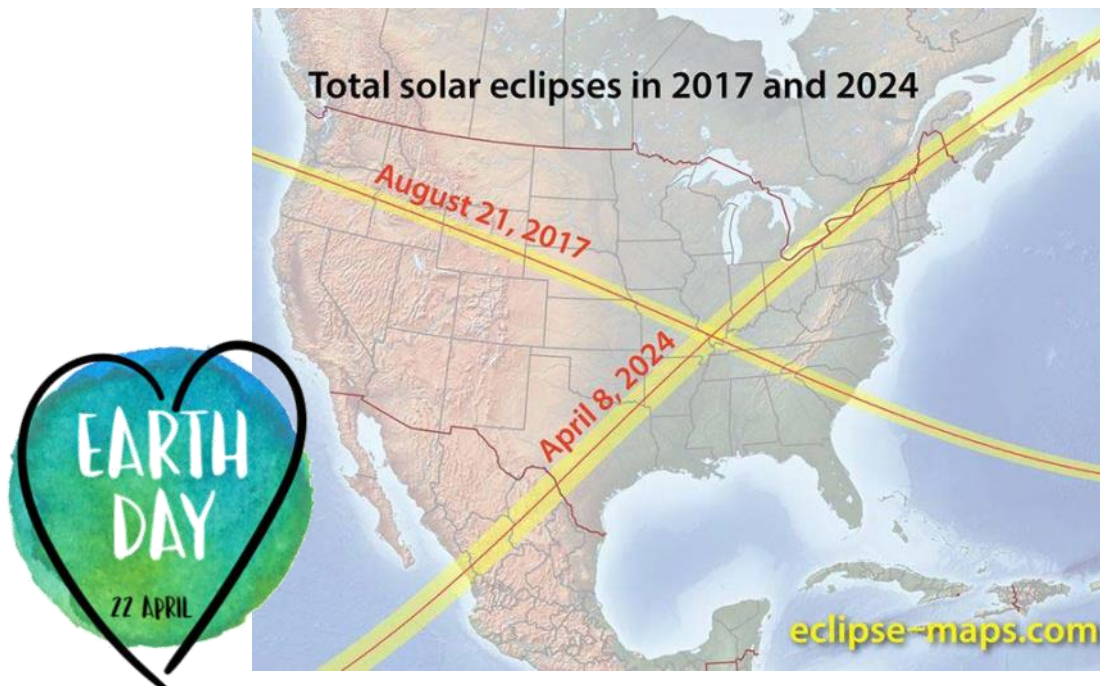 Total solar eclipses in 2017 and 2024
August 21, 2017
April 8, 2024
EARTH
DAY
22 APRIL
eclipse-maps.com